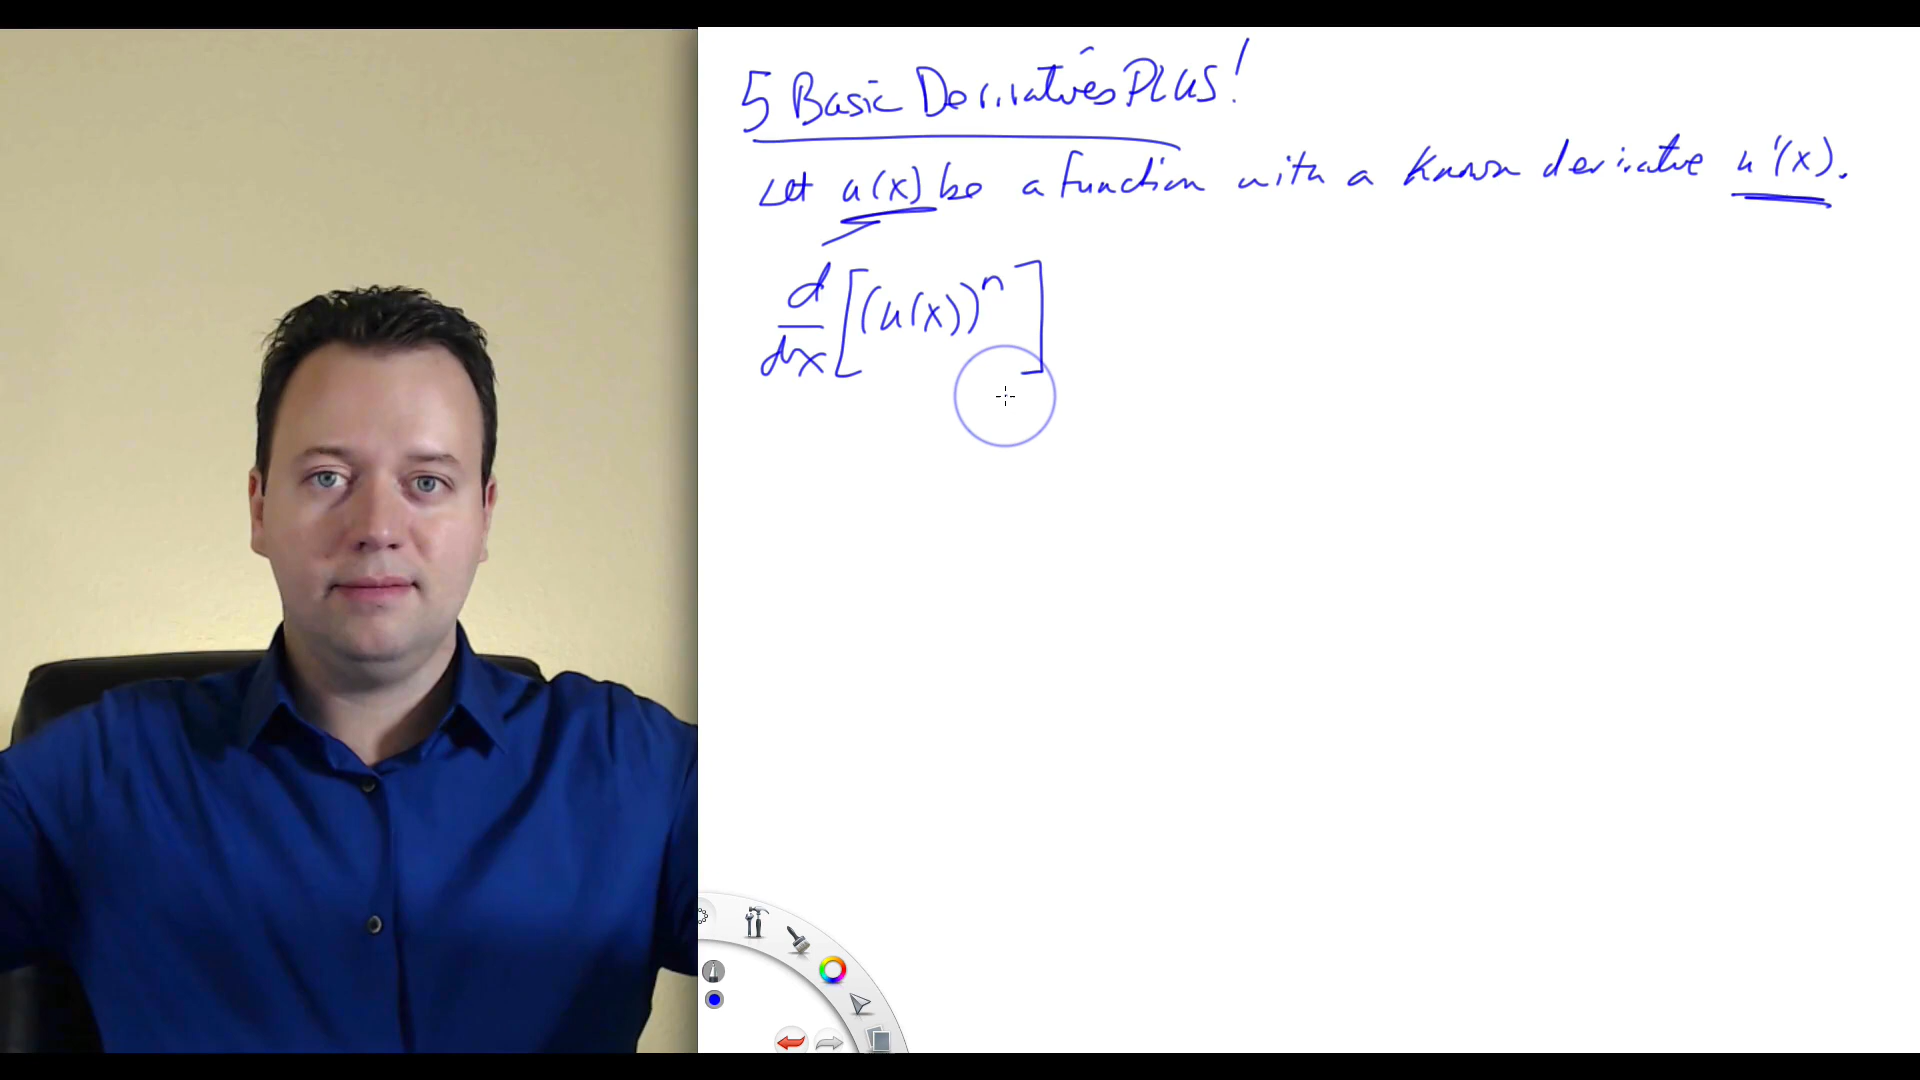 5 Basic Derivatives PLUS!
Let u(x) be a function with a known derivative u'(x).
d/dx [(u(x))^n]